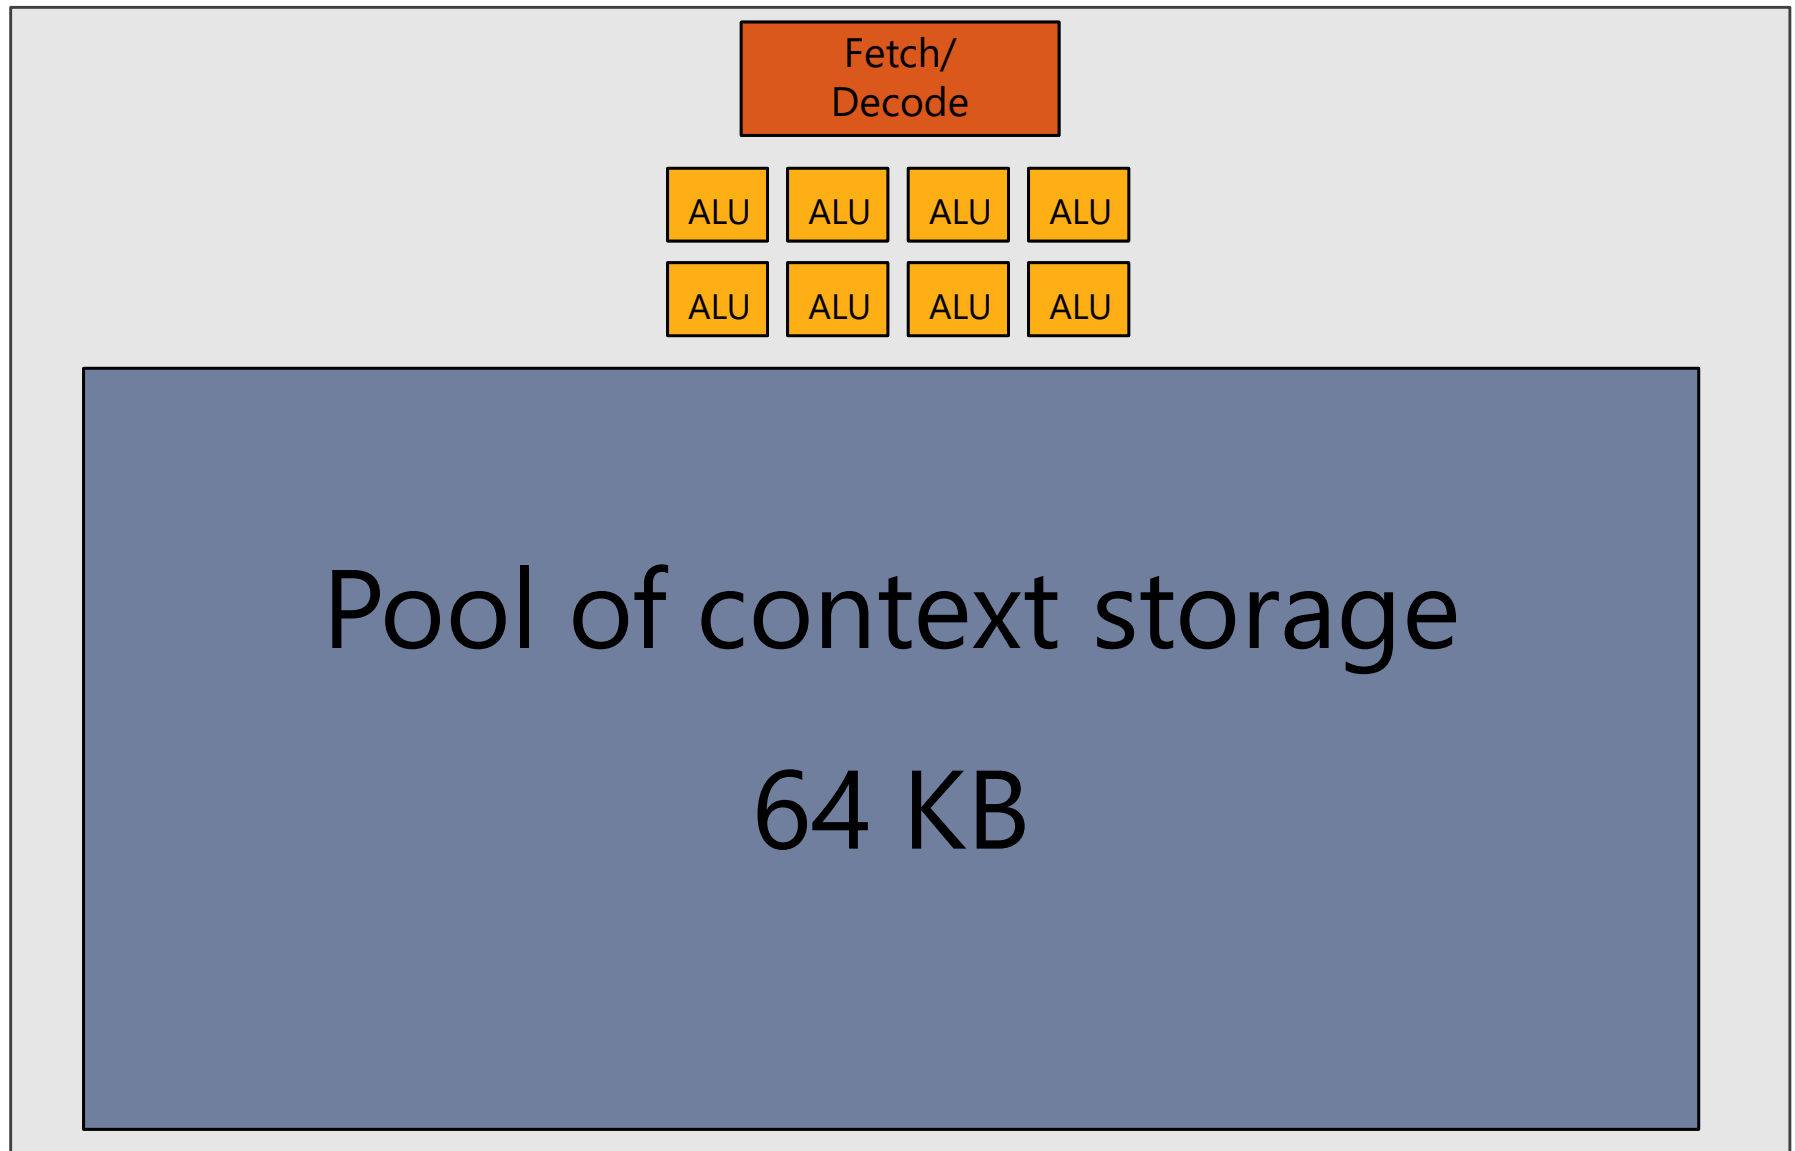 Fetch/
Decode
ALU ALU ALU ALU
ALU ALU ALU ALU
Pool of context storage
64 KB